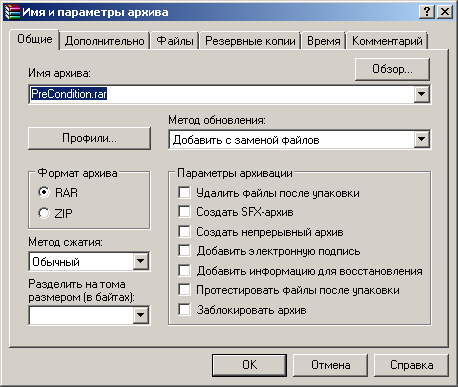 Имя и параметры архива
Общие
Дополнительно
Файлы
Резервные копии
Время
Комментарий
Имя архива:
Обзор...
PreCondition.rar
Профили...
Метод обновления:
Добавить с заменой файлов
Формат архива
RAR
ZIP
Метод сжатия:
Обычный
Разделить на тома
размером (в байтах):
Параметры архивации
Удалить файлы после упаковки
Создать SFX-архив
Создать непрерывный архив
Добавить электронную подпись
Добавить информацию для восстановления
Протестировать файлы после упаковки
Заблокировать архив
OK
Отмена
Справка